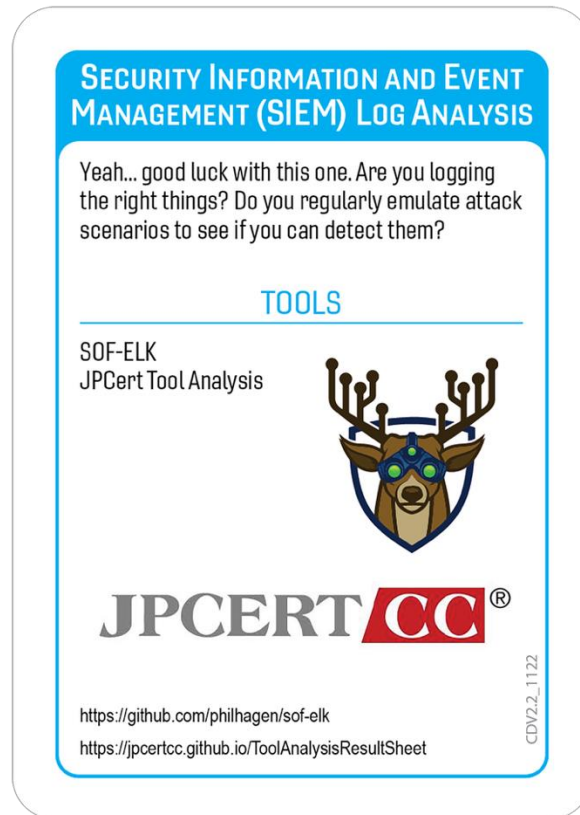 SECURITY INFORMATION AND EVENT
MANAGEMENT (SIEM) LOG ANALYSIS
Yeah... good luck with this one. Are you logging
the right things? Do you regularly emulate attack
scenarios to see if you can detect them?
TOOLS
SOF-ELK
JPCert Tool Analysis
JPCERT CC®
https://github.com/philhagen/sof-elk
https://jpcertcc.github.io/ToolAnalysisResultSheet
CDV2.2_1122